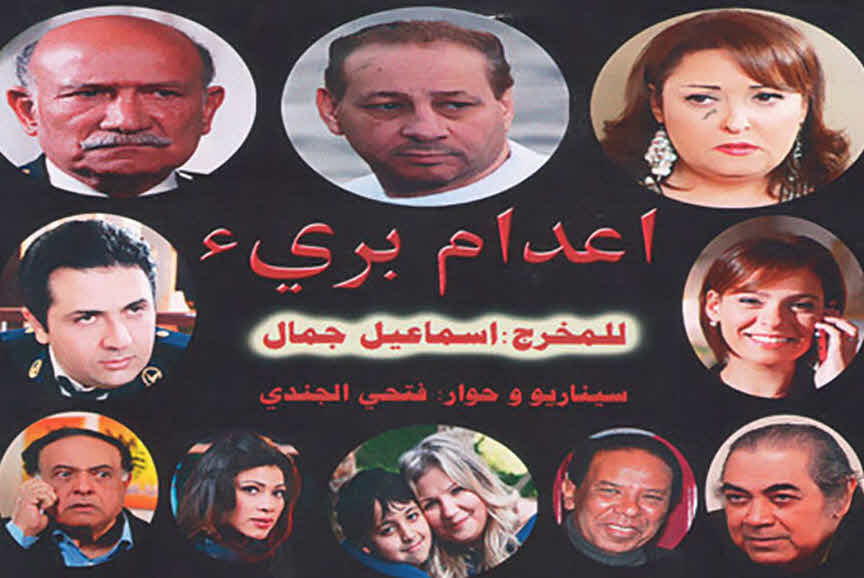 اعدام بريء
للمخرج: اسماعيل جمال
سيناريو و حوار: فتحي الجندي